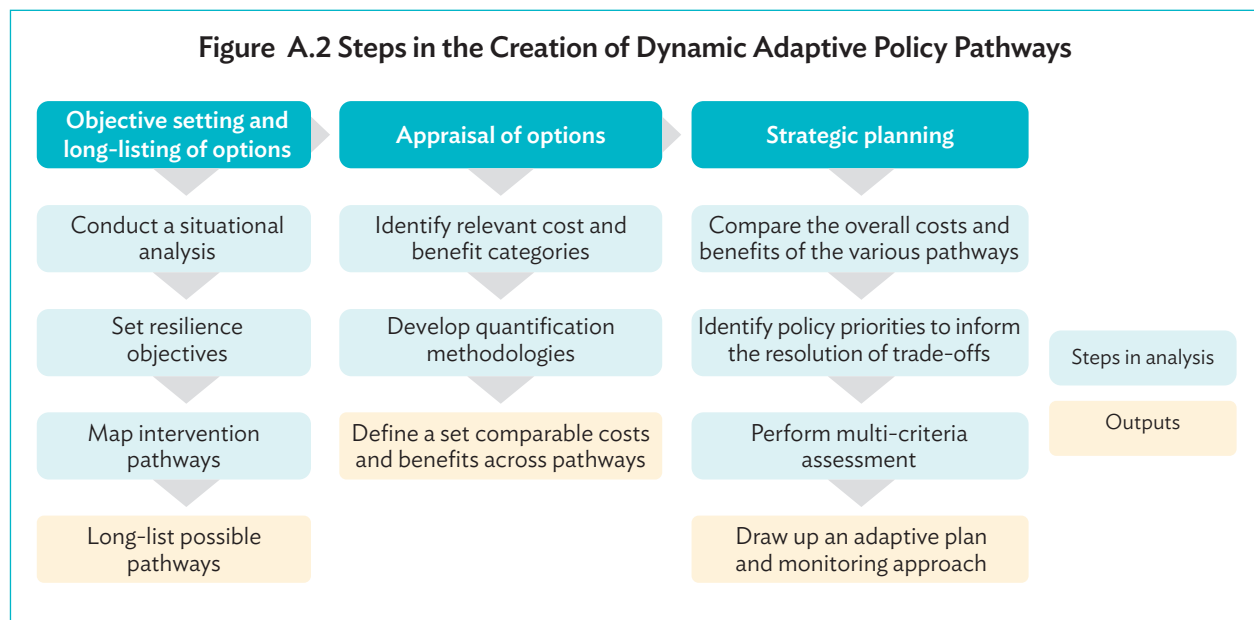 Figure A.2 Steps in the Creation of Dynamic Adaptive Policy Pathways
Objective setting and
long-listing of options
Conduct a situational
analysis
Set resilience
objectives
Map intervention
pathways
Long-list possible
pathways
Appraisal of options
Identify relevant cost and
benefit categories
Develop quantification
methodologies
Define a set comparable costs
and benefits across pathways
Strategic planning
Compare the overall costs and
benefits of the various pathways
Identify policy priorities to inform
the resolution of trade-offs
Perform multi-criteria
assessment
Draw up an adaptive plan
and monitoring approach
Steps in analysis
Outputs